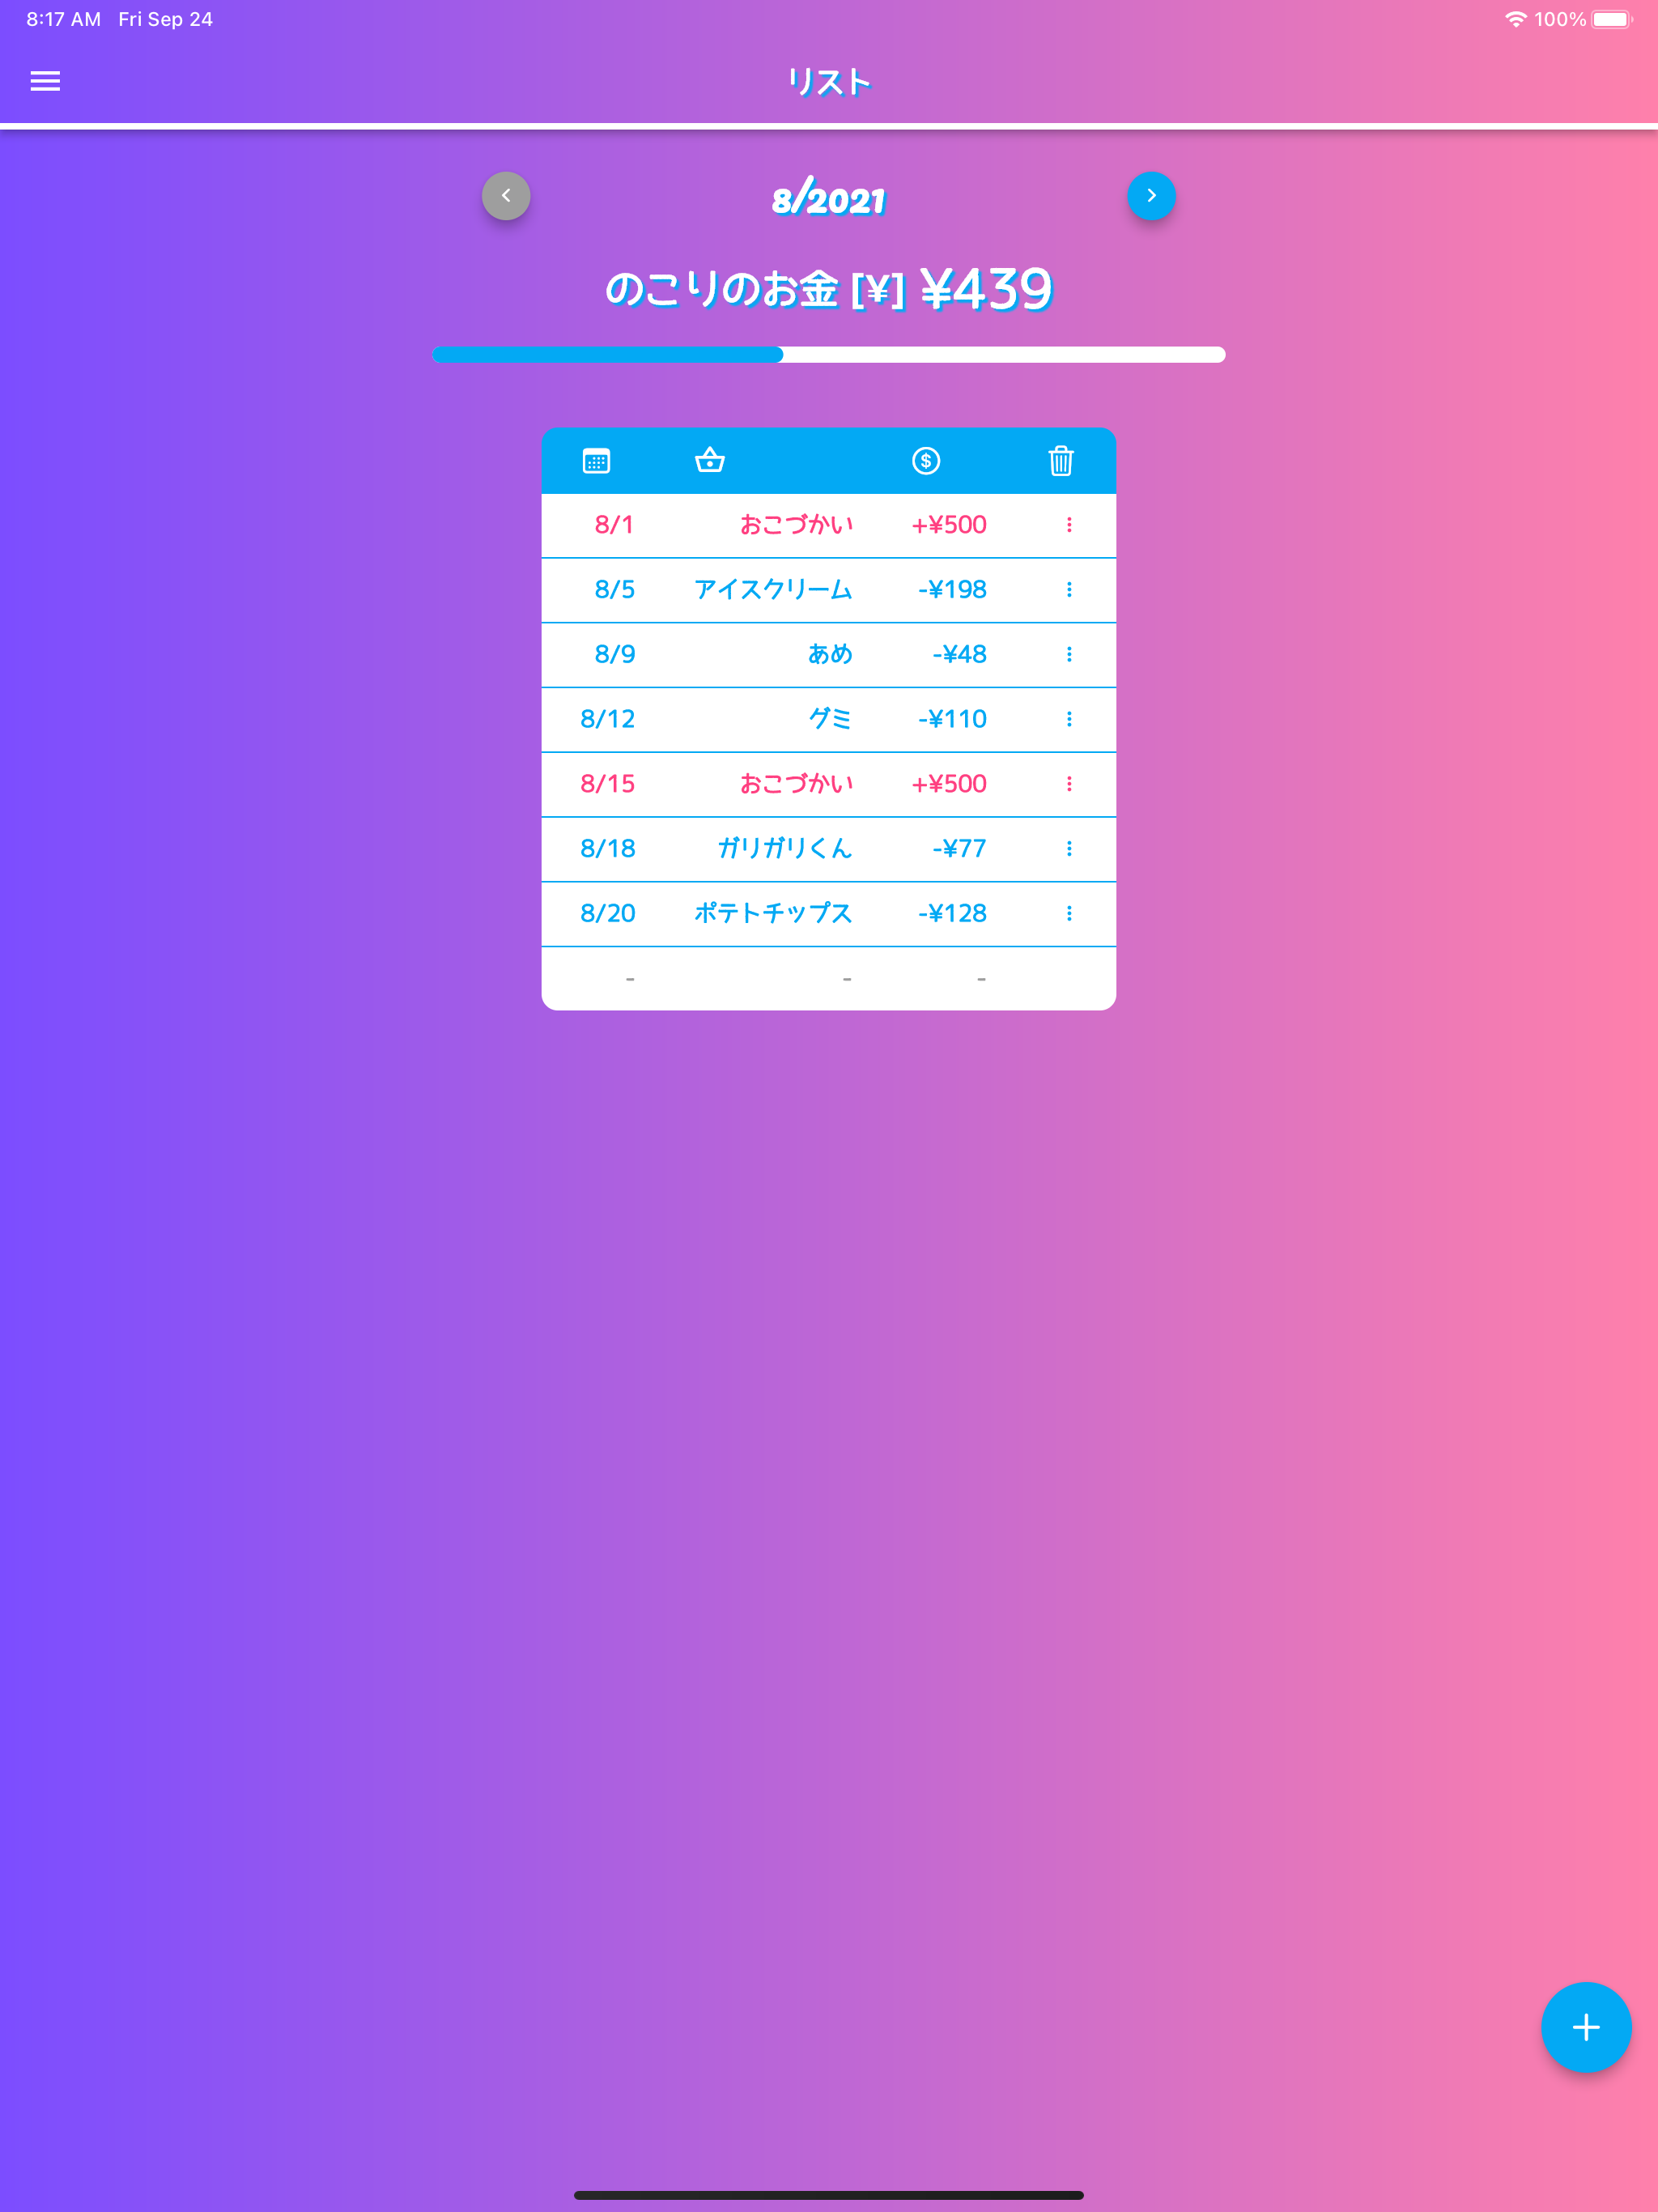 8:17 AM Fri Sep 24 100%
リスト
8/2021
のこりのお金 [¥] ¥439
$
8/1 おこづかい +¥500
8/5 アイスクリーム -¥198
8/9 あめ -¥48
8/12 グミ -¥110
8/15 おこづかい +¥500
8/18 ガリガリくん -¥77
8/20 ポテトチップス -¥128
- - -